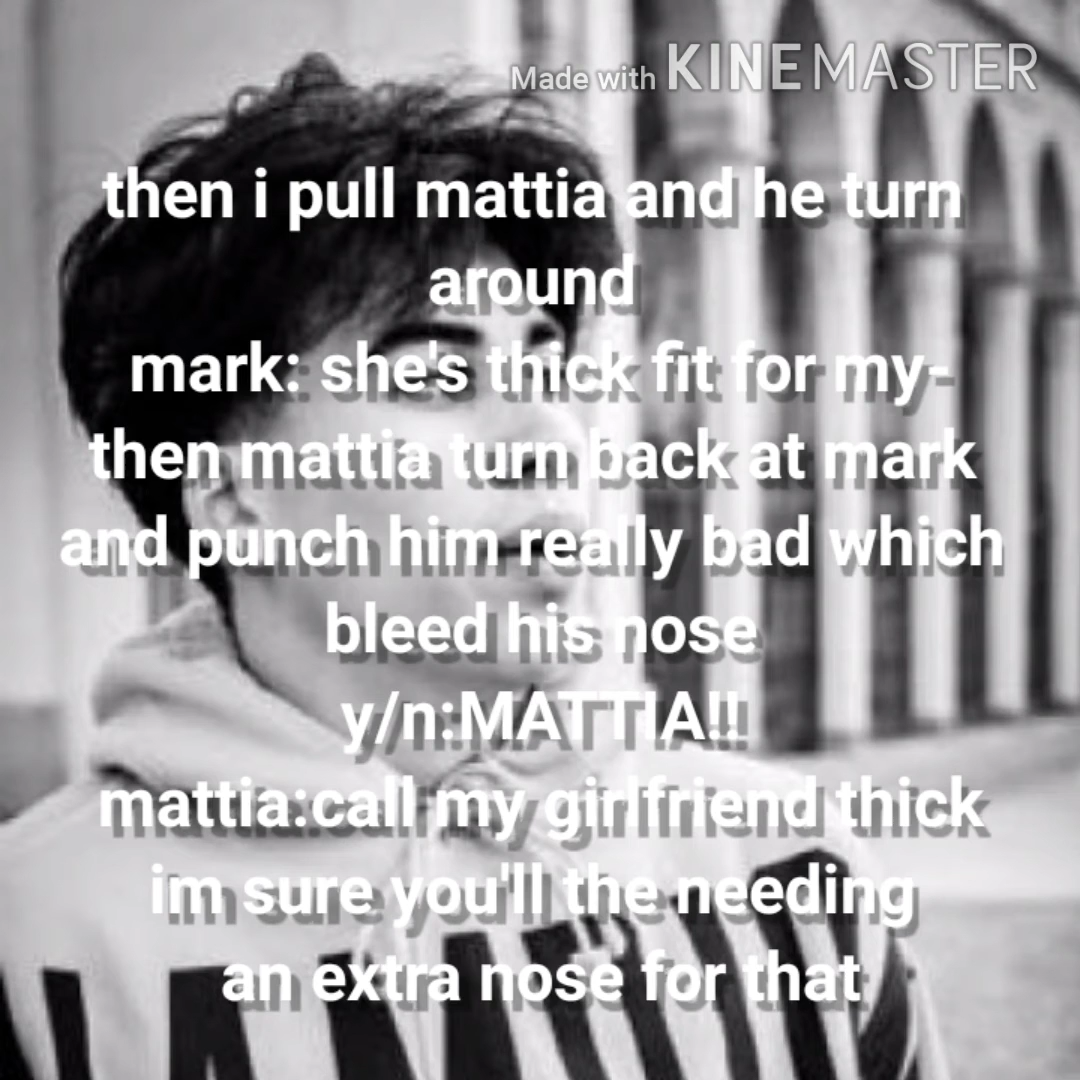 Made with KINEMASTER
then i pull mattia and he turn
around
mark: she's thick fit for my-
then mattia turn back at mark
and punch him really bad which
bleed his nose
y/n:MATTIA!!
mattia:call my girlfriend thick
im sure you'll the needing
an extra nose for that